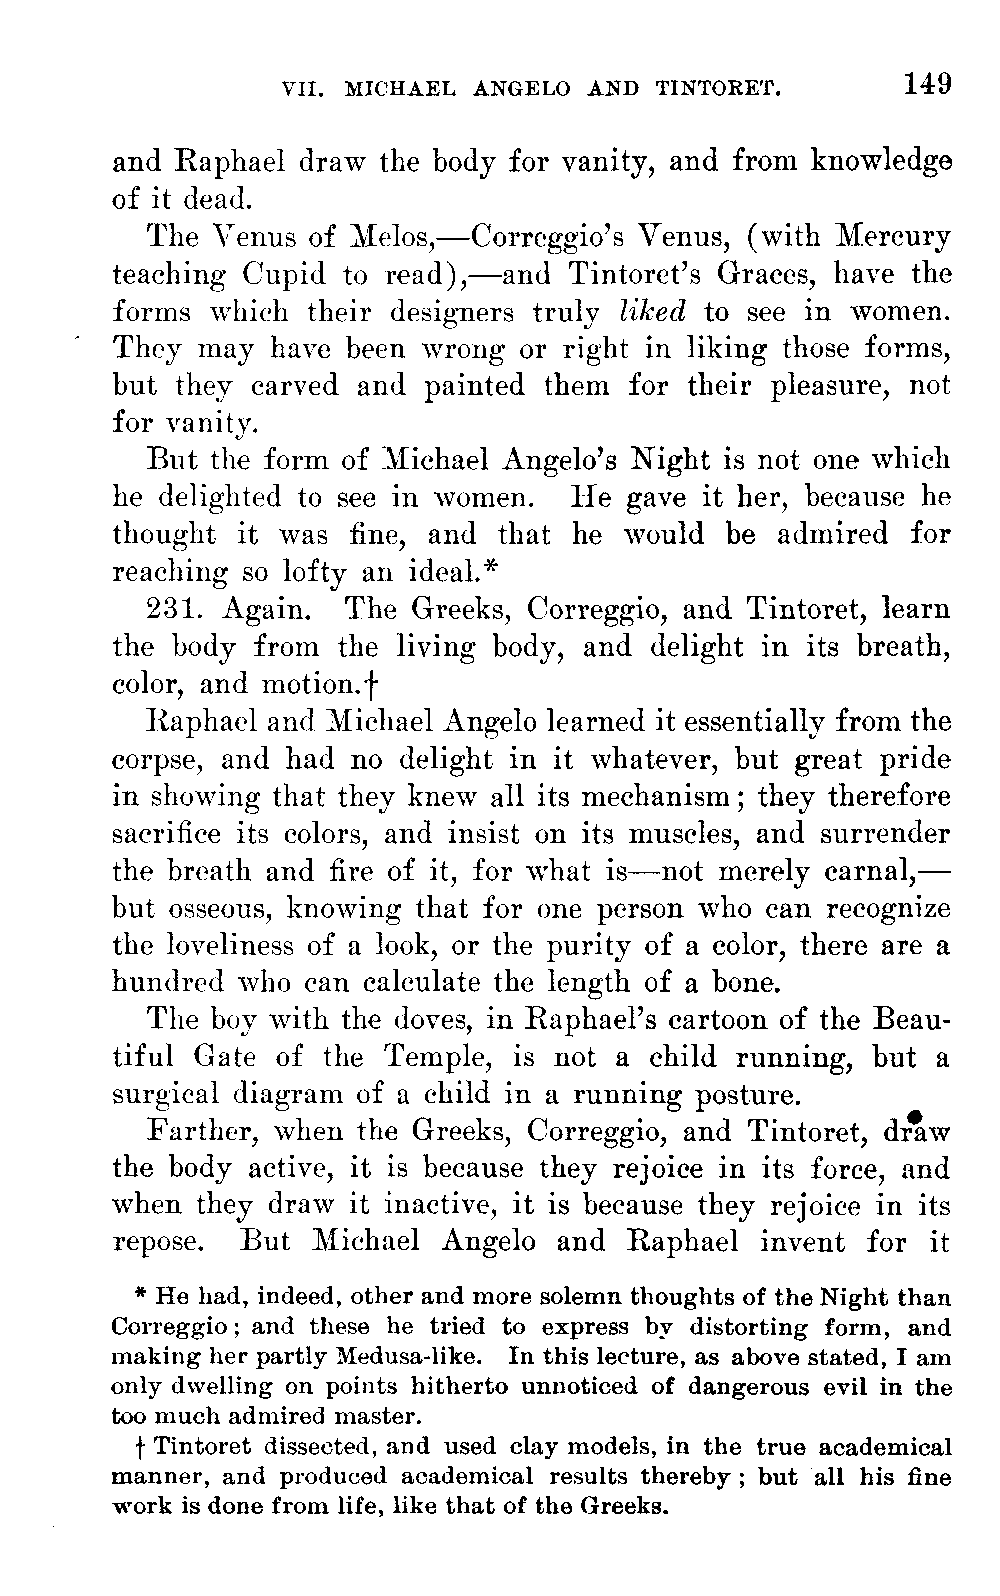 VII. MICHAEL ANGELO AND TINTORET. 149
and Raphael draw the body for vanity, and from knowledge
of it dead.
The Venus of Melos,—Correggio's Venus, (with Mercury
teaching Cupid to read),—and Tintoret's Graces, have the
forms which their designers truly liked to see in women.
They may have been wrong or right in liking those forms,
but they carved and painted them for their pleasure, not
for vanity.
But the form of Michael Angelo's Night is not one which
he delighted to see in women. He gave it her, because he
thought it was fine, and that he would be admired for
reaching so lofty an ideal.*
231. Again. The Greeks, Correggio, and Tintoret, learn
the body from the living body, and delight in its breath,
color, and motion.†
Raphael and Michael Angelo learned it essentially from the
corpse, and had no delight in it whatever, but great pride
in showing that they knew all its mechanism; they therefore
sacrifice its colors, and insist on its muscles, and surrender
the breath and fire of it, for what is—not merely carnal,—
but osseous, knowing that for one person who can recognize
the loveliness of a look, or the purity of a color, there are a
hundred who can calculate the length of a bone.
The boy with the doves, in Raphael's cartoon of the Beau-
tiful Gate of the Temple, is not a child running, but a
surgical diagram of a child in a running posture.
Farther, when the Greeks, Correggio, and Tintoret, draw
the body active, it is because they rejoice in its force, and
when they draw it inactive, it is because they rejoice in its
repose. But Michael Angelo and Raphael invent for it
* He had, indeed, other and more solemn thoughts of the Night than
Correggio; and these he tried to express by distorting form, and
making her partly Medusa-like. In this lecture, as above stated, I am
only dwelling on points hitherto unnoticed of dangerous evil in the
too much admired master.
† Tintoret dissected, and used clay models, in the true academical
manner, and produced academical results thereby; but all his fine
work is done from life, like that of the Greeks.